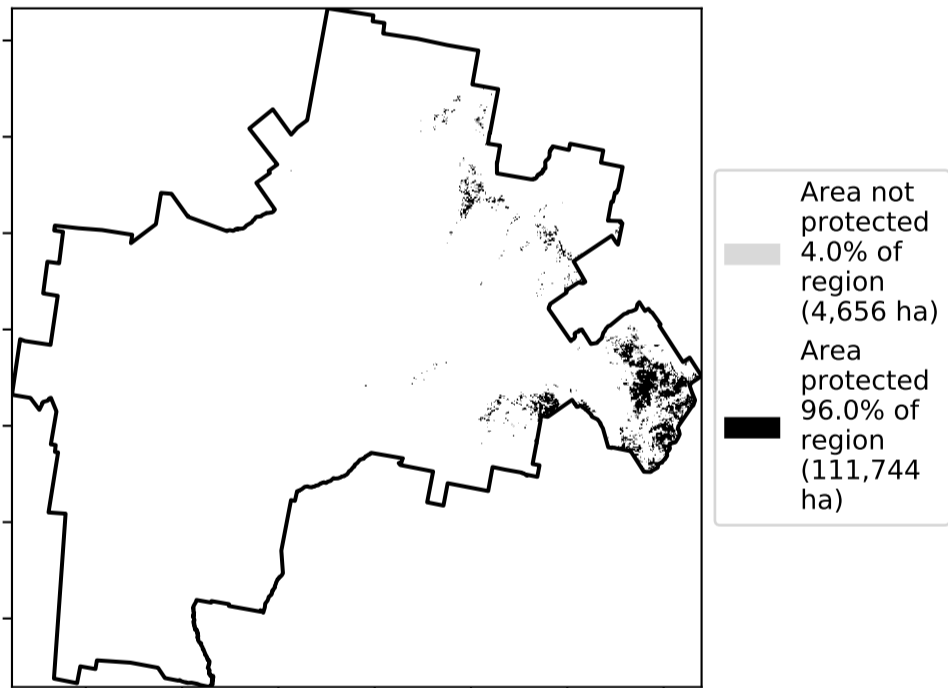 Area not
protected
4.0% of
region
(4,656 ha)
Area
protected
96.0% of
region
(111,744
ha)